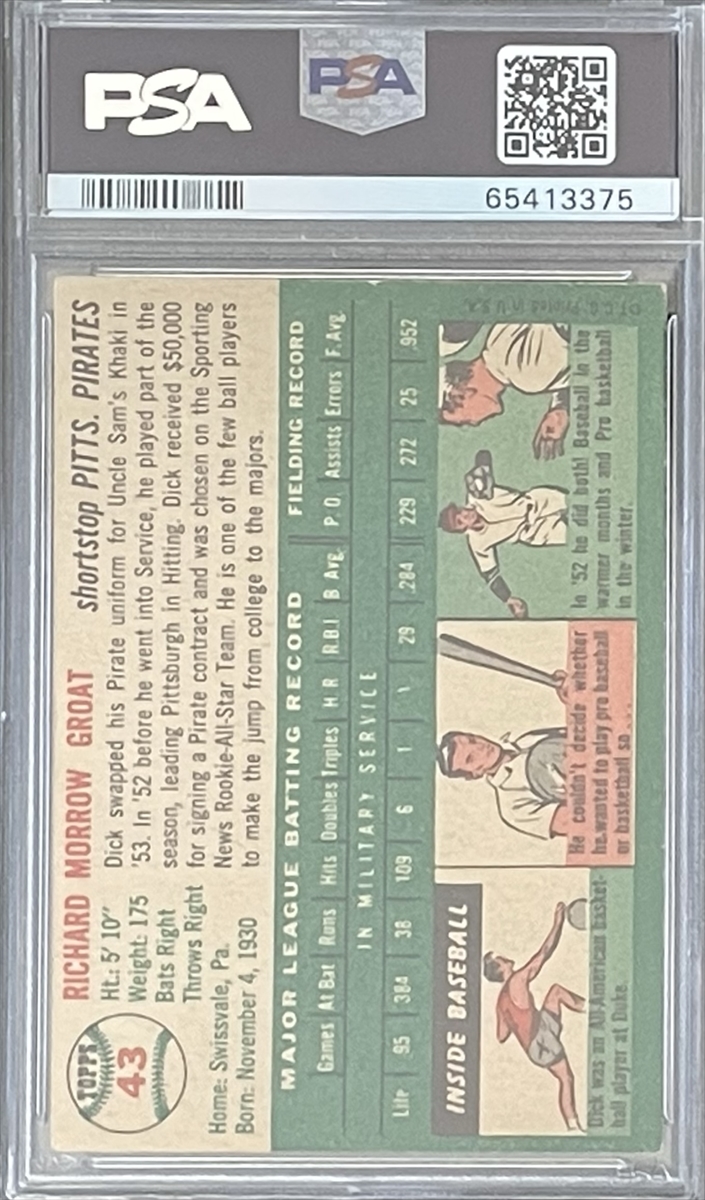 PSA
PSA
65413375
TOPPS
43
RICHARD MORROW GROAT
shortstop PITTS. PIRATES
Ht.: 5' 10"
Weight: 175
Bats Right
Throws Right
Home: Swissvale, Pa.
Born: November 4, 1930
Dick swapped his Pirate uniform for Uncle Sam's Khaki in
'53. In '52 before he went into Service, he played part of the
season, leading Pittsburgh in Hitting. Dick received $50,000
for signing a Pirate contract and was chosen on the Sporting
News Rookie-All-Star Team. He is one of the few ball players
to make the jump from college to the majors.
MAJOR LEAGUE BATTING RECORD FIELDING RECORD
Games At Bat Runs Hits Doubles Triples H R R.B.I B Avg. P.O. Assists Errors F. Avg.
IN MILITARY SERVICE
Life 95 384 38 109 6 1 1 29 .284 229 272 25 .952
INSIDE BASEBALL
Dick was an All-American basket-
ball player at Duke.
He couldn't decide whether
he wanted to play pro baseball
or basketball so....
In '52 he did both! Baseball in the
warmer months and Pro basketball
in the winter.
©T.C.G. Printed in U.S.A.